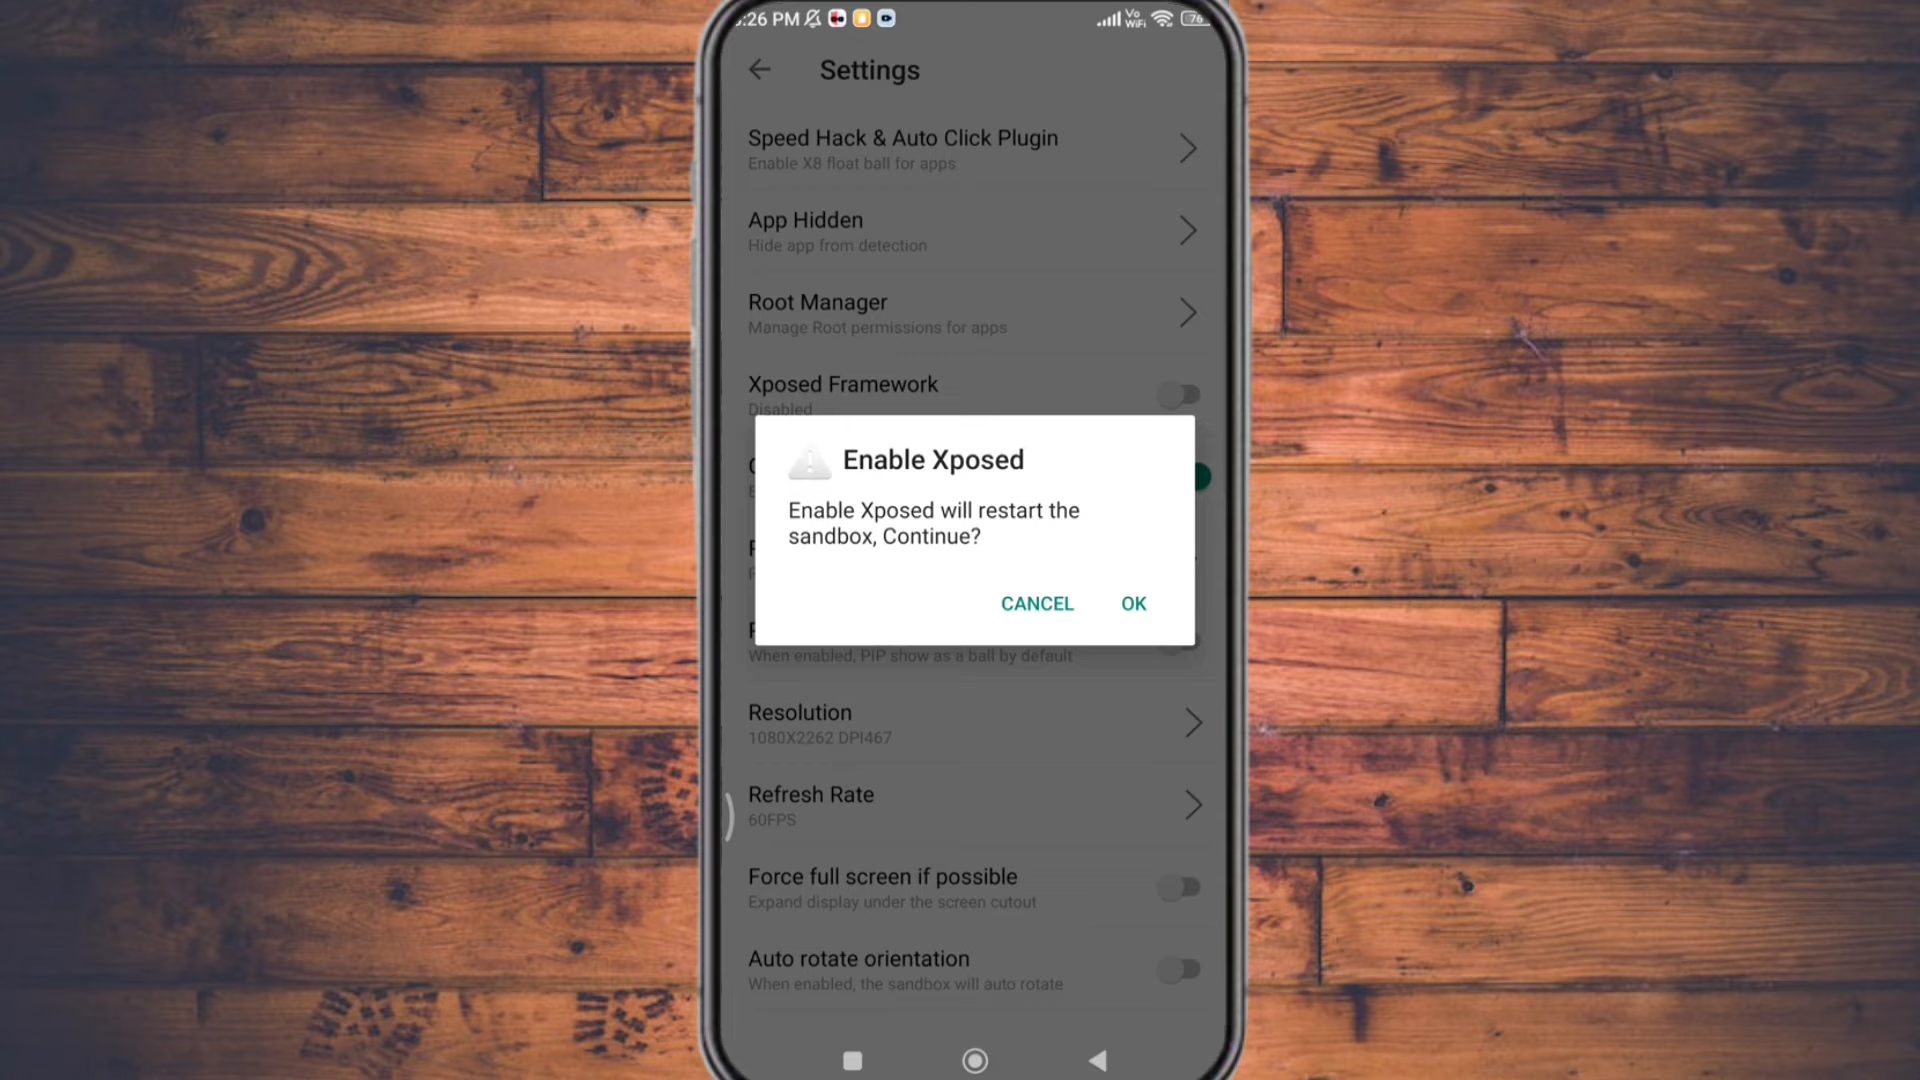 :26 PM
Vo
WiFi
76
Settings
Speed Hack & Auto Click Plugin
Enable X8 float ball for apps
App Hidden
Hide app from detection
Root Manager
Manage Root permissions for apps
Xposed Framework
Disabled
Enable Xposed
Enable Xposed will restart the
sandbox, Continue?
CANCEL
OK
When enabled, PIP show as a ball by default
Resolution
1080X2262 DPI467
Refresh Rate
60FPS
Force full screen if possible
Expand display under the screen cutout
Auto rotate orientation
When enabled, the sandbox will auto rotate